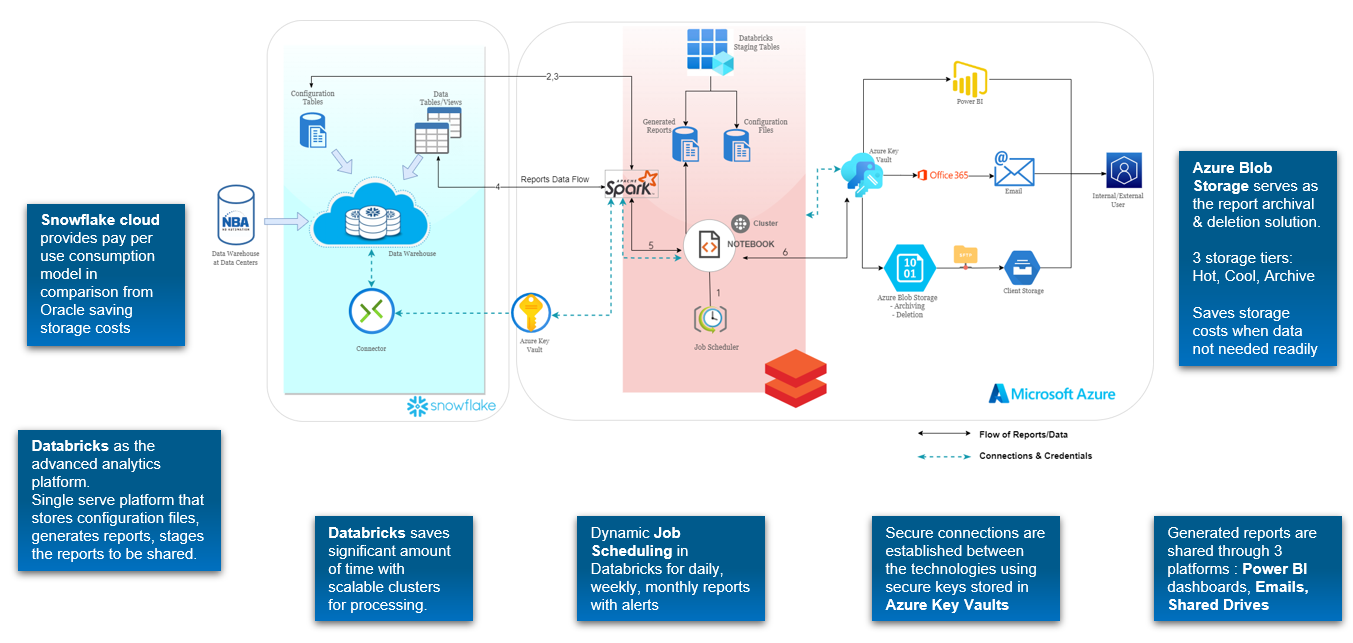 Databricks
Staging Tables
2,3
Configuration
Tables
Data
Tables/Views
Generated
Reports
Configuration
Files
Power BI
Azure Key
Vault
APACHE
Spark
Reports Data Flow
4
Office 365
@
Email
Internal/External
User
NBA
Data Warehouse
at Data Centers
Data Warehouse
Cluster
NOTEBOOK
5
6
1
10
01
Azure Blob Storage
- Archiving
- Deletion
Client Storage
Connector
Azure Key
Vault
Job Scheduler
snowflake
Microsoft Azure
Flow of Reports/Data
Connections & Credentials
Snowflake cloud
provides pay per
use consumption
model in
comparison from
Oracle saving
storage costs
Azure Blob
Storage serves as
the report archival
& deletion solution.
3 storage tiers:
Hot, Cool, Archive
Saves storage
costs when data
not needed readily
Databricks as the
advanced analytics
platform.
Single serve platform that
stores configuration files,
generates reports, stages
the reports to be shared.
Databricks saves
significant amount
of time with
scalable clusters
for processing.
Dynamic Job
Scheduling in
Databricks for daily,
weekly, monthly reports
with alerts
Secure connections are
established between
the technologies using
secure keys stored in
Azure Key Vaults
Generated reports are
shared through 3
platforms : Power BI
dashboards, Emails,
Shared Drives